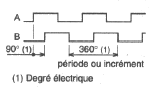 A
B
90° (1) 360° (1)
période ou incrément
(1) Degré électrique